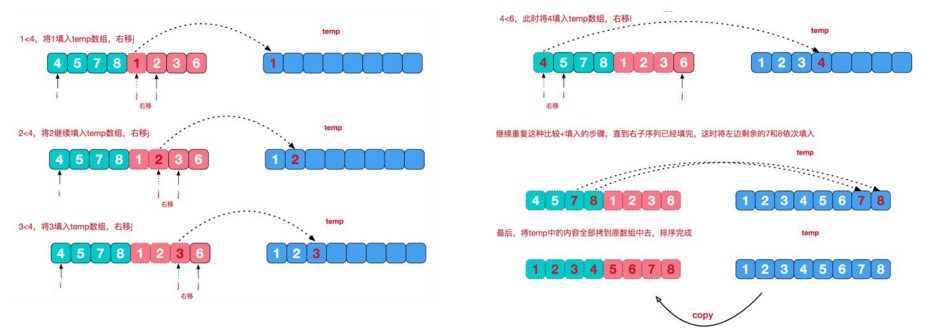 1<4，将1填入temp数组，右移j
temp
4 5 7 8 1 2 3 6
1
i j j
右移
2<4，将2继续填入temp数组，右移j
temp
4 5 7 8 1 2 3 6
1 2
i j j
右移
3<4，将3填入temp数组，右移j
temp
4 5 7 8 1 2 3 6
1 2 3
i j j
右移
4<6，此时将4填入temp数组，右移i
temp
4 5 7 8 1 2 3 6
1 2 3 4
i i j
右移
继续重复这种比较+填入的步骤，直到右子序列已经填完，这时将左边剩余的7和8依次填入
temp
4 5 7 8 1 2 3 6
1 2 3 4 5 6 7 8
最后，将temp中的内容全部拷到原数组中去，排序完成
temp
1 2 3 4 5 6 7 8
1 2 3 4 5 6 7 8
copy